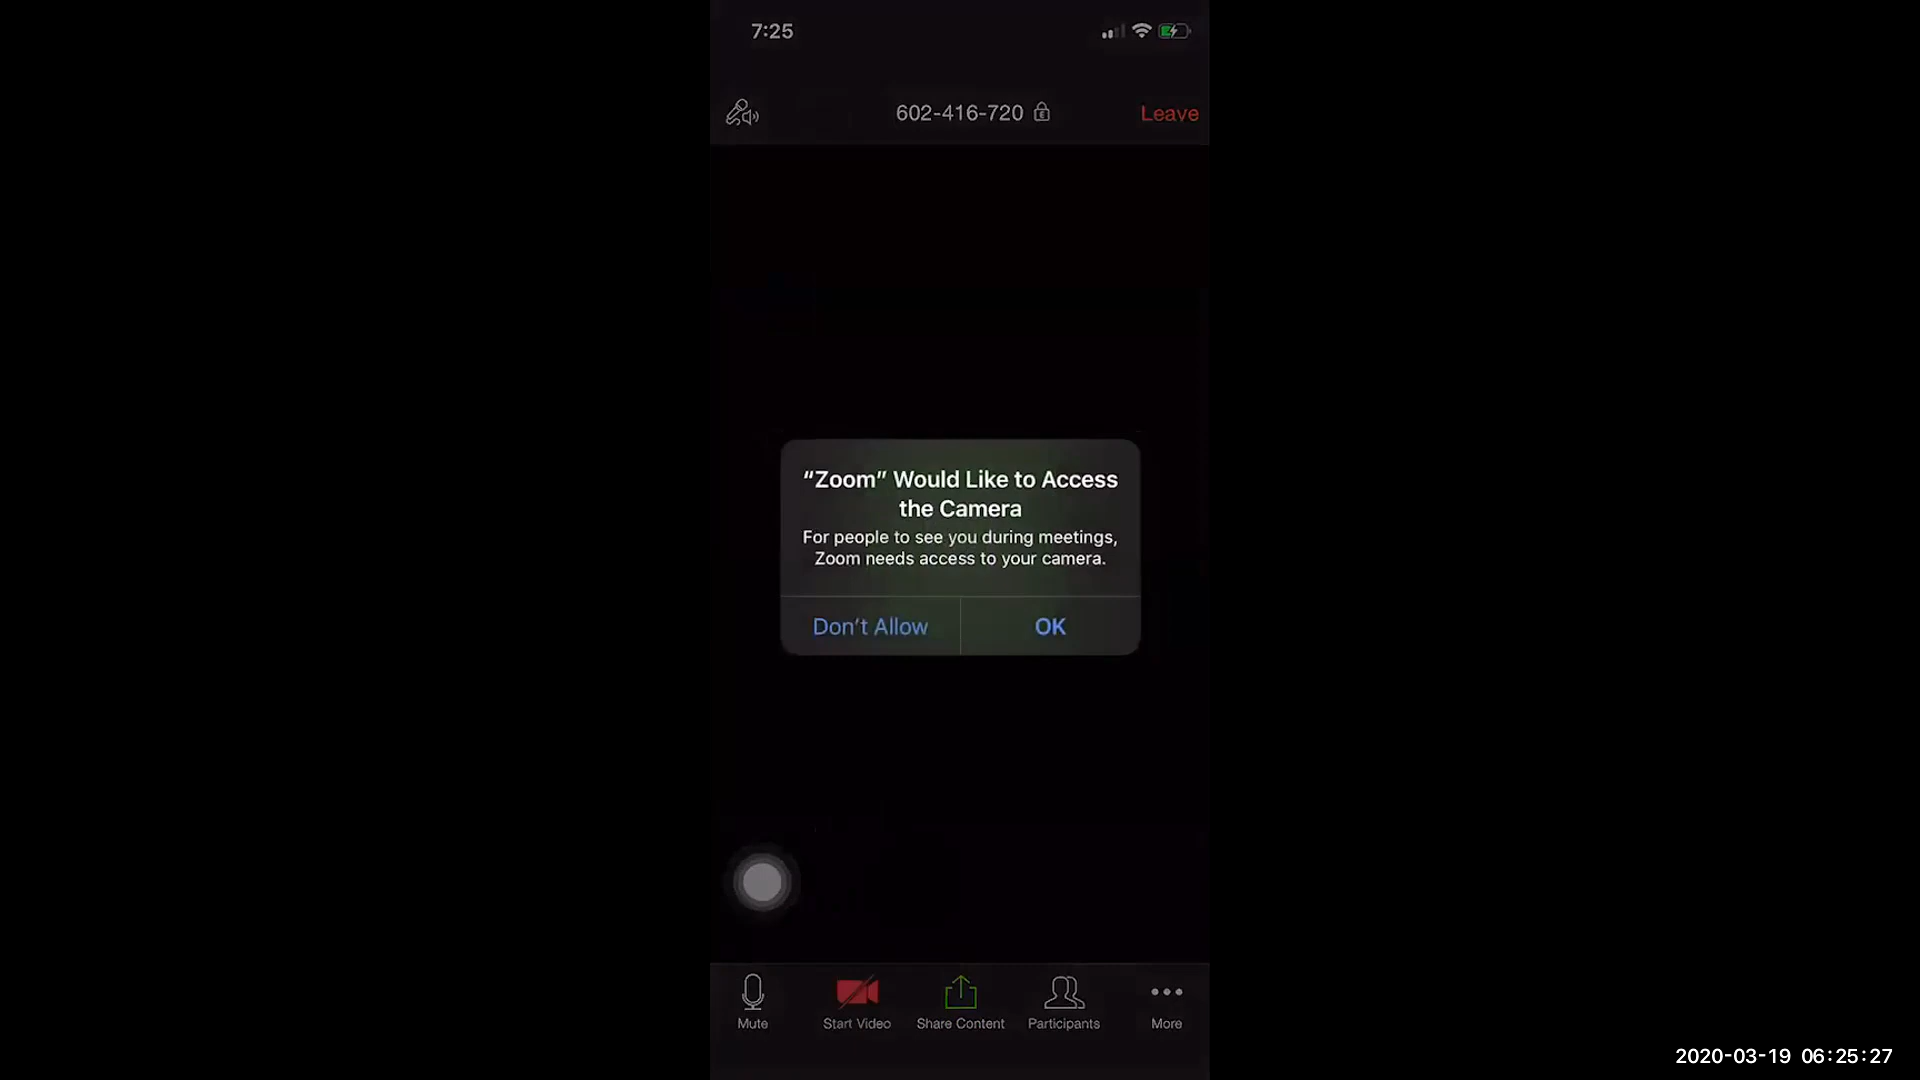 7:25
602-416-720
Leave
“Zoom” Would Like to Access
the Camera
For people to see you during meetings,
Zoom needs access to your camera.
Don’t Allow
OK
Mute
Start Video
Share Content
Participants
More
2020-03-19 06:25:27